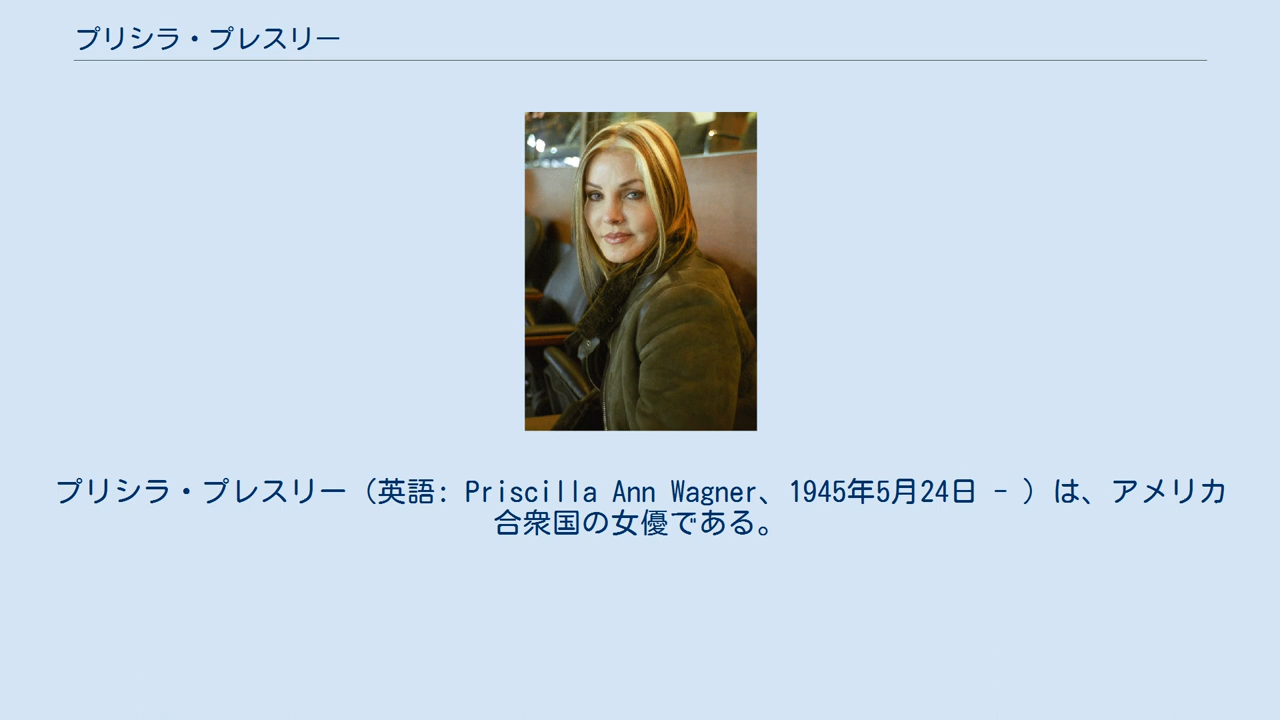 プリシラ・プレスリー
プリシラ・プレスリー（英語: Priscilla Ann Wagner、1945年5月24日 - ）は、アメリカ
合衆国の女優である。